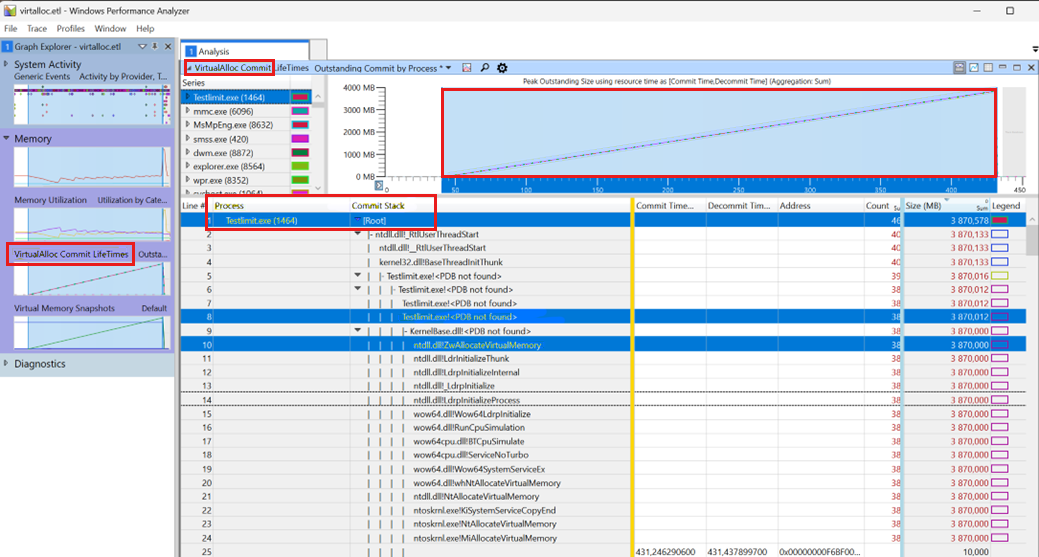 virtalloc.etl - Windows Performance Analyzer
File Trace Profiles Window Help
1 Graph Explorer - virtalloc.etl
System Activity
Generic Events Activity by Provider, T...
Memory
Memory Utilization Utilization by Cate...
VirtualAlloc Commit LifeTimes Outsta...
Virtual Memory Snapshots Default
Diagnostics
1 Analysis
VirtualAlloc Commit LifeTimes Outstanding Commit by Process *
Series
Testlimit.exe (1464)
mmc.exe (6096)
MsMpEng.exe (8632)
smss.exe (420)
dwm.exe (8872)
explorer.exe (8564)
wpr.exe (8352)
svchost.exe (1064)
Peak Outstanding Size using resource time as [Commit Time,Decommit Time] (Aggregation: Sum)
4000 MB
3000 MB
2000 MB
1000 MB
0 MB
0 50 100 150 200 250 300 350 400 450
Line # Process Commit Stack Commit Time... Decommit Tim... Address Count Su Size (MB) 0 Sum Legend
1 Testlimit.exe (1464) [Root] 46 3 870,578
2 |- ntdll.dll!_RtlUserThreadStart 40 3 870,133
3 ntdll.dll!__RtlUserThreadStart 40 3 870,133
4 kernel32.dll!BaseThreadInitThunk 40 3 870,133
5 |- Testlimit.exe!<PDB not found> 39 3 870,016
6 |- Testlimit.exe!<PDB not found> 38 3 870,012
7 Testlimit.exe!<PDB not found> 38 3 870,012
8 Testlimit.exe!<PDB not found> 38 3 870,012
9 |- KernelBase.dll!<PDB not found> 38 3 870,000
10 ntdll.dll!ZwAllocateVirtualMemory 38 3 870,000
11 ntdll.dll!LdrInitializeThunk 38 3 870,000
12 ntdll.dll!LdrpInitializeInternal 38 3 870,000
13 ntdll.dll!_LdrpInitialize 38 3 870,000
14 ntdll.dll!LdrpInitializeProcess 38 3 870,000
15 wow64.dll!Wow64LdrpInitialize 38 3 870,000
16 wow64.dll!RunCpuSimulation 38 3 870,000
17 wow64cpu.dll!BTCpuSimulate 38 3 870,000
18 wow64cpu.dll!ServiceNoTurbo 38 3 870,000
19 wow64.dll!Wow64SystemServiceEx 38 3 870,000
20 wow64.dll!whNtAllocateVirtualMemory 38 3 870,000
21 ntdll.dll!NtAllocateVirtualMemory 38 3 870,000
22 ntoskrnl.exe!KiSystemServiceCopyEnd 38 3 870,000
23 ntoskrnl.exe!NtAllocateVirtualMemory 38 3 870,000
24 ntoskrnl.exe!MiAllocateVirtualMemory 38 3 870,000
25 431,246290600 431,437899700 0x00000000F6BF00... 10,000